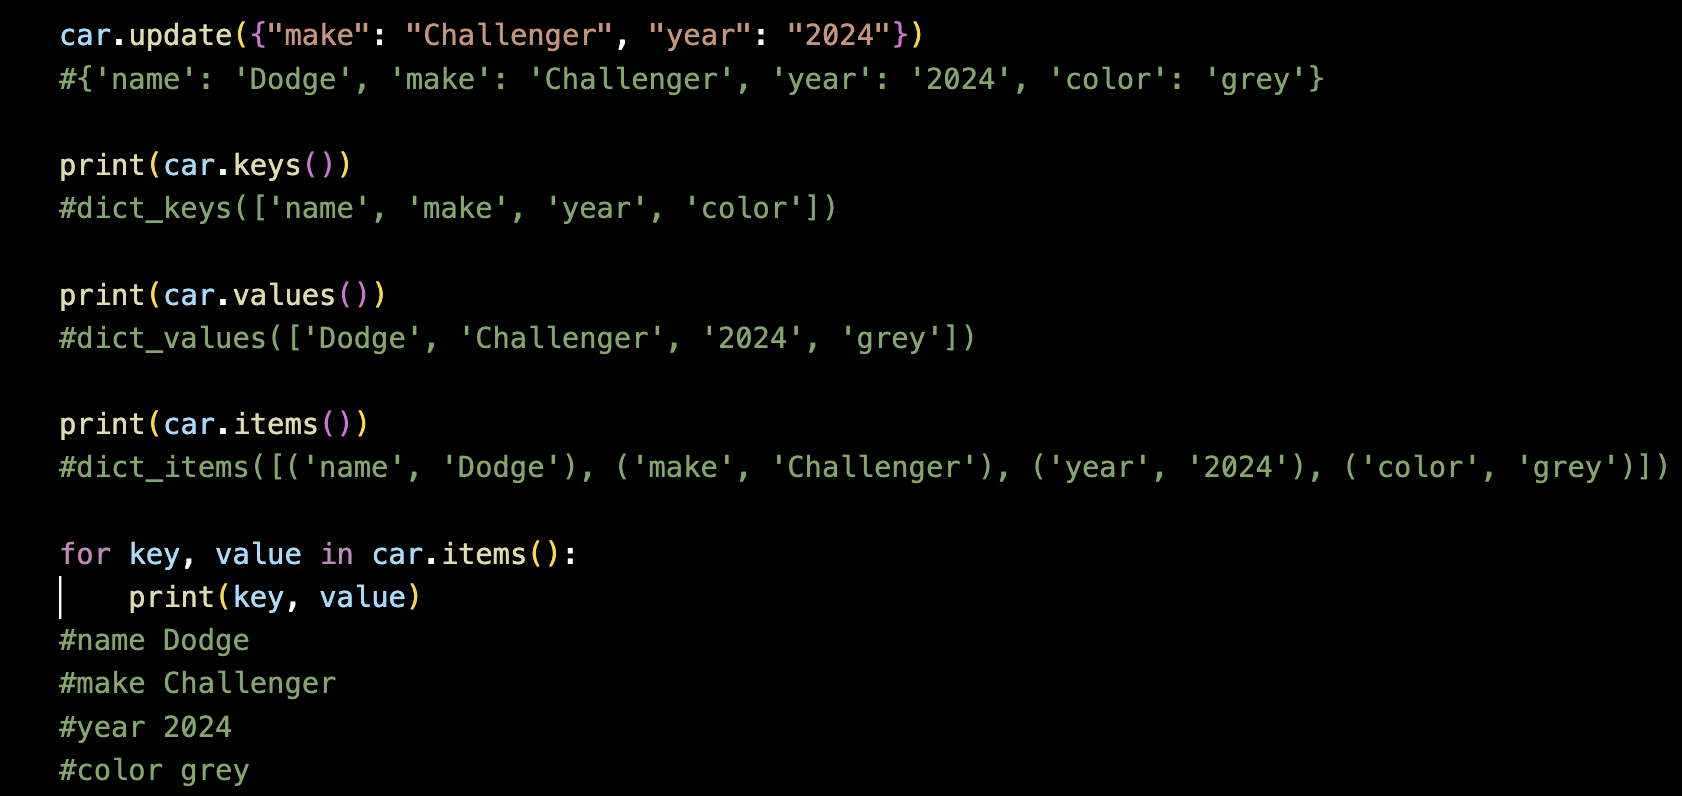 car.update({"make": "Challenger", "year": "2024"})
#{'name': 'Dodge', 'make': 'Challenger', 'year': '2024', 'color': 'grey'}
print(car.keys())
#dict_keys(['name', 'make', 'year', 'color'])
print(car.values())
#dict_values(['Dodge', 'Challenger', '2024', 'grey'])
print(car.items())
#dict_items([('name', 'Dodge'), ('make', 'Challenger'), ('year', '2024'), ('color', 'grey')])
for key, value in car.items():
    print(key, value)
#name Dodge
#make Challenger
#year 2024
#color grey